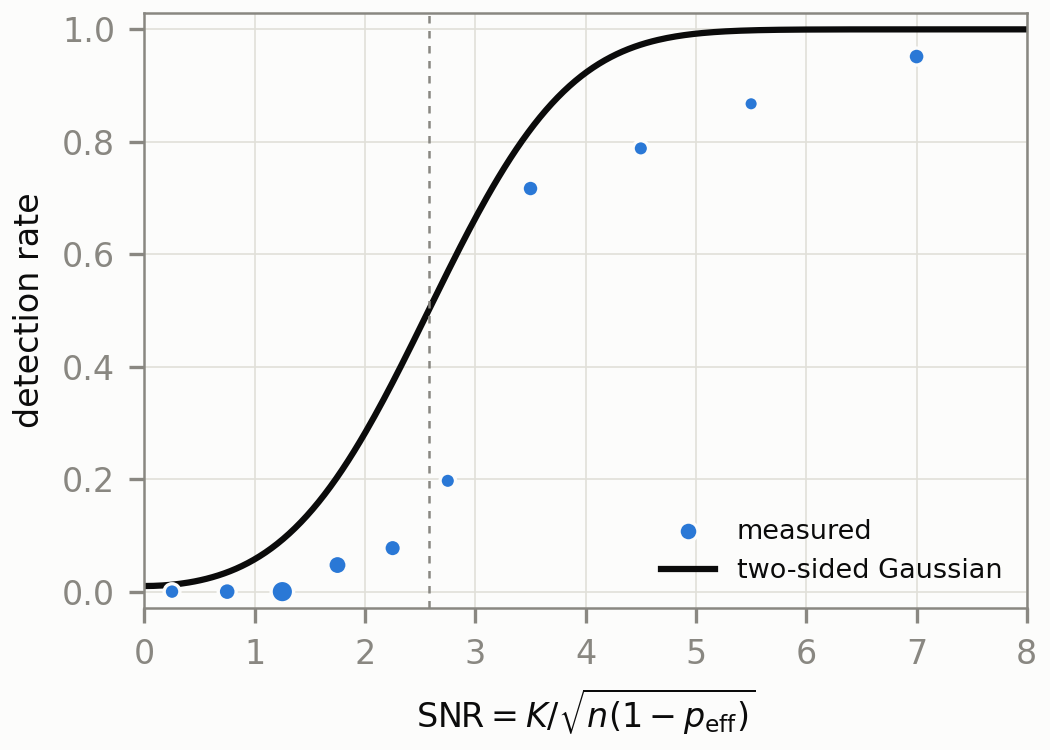 1.0
0.8
0.6
0.4
0.2
0.0
detection rate
measured
two-sided Gaussian
0 1 2 3 4 5 6 7 8
SNR = K/√n(1 − p_eff)